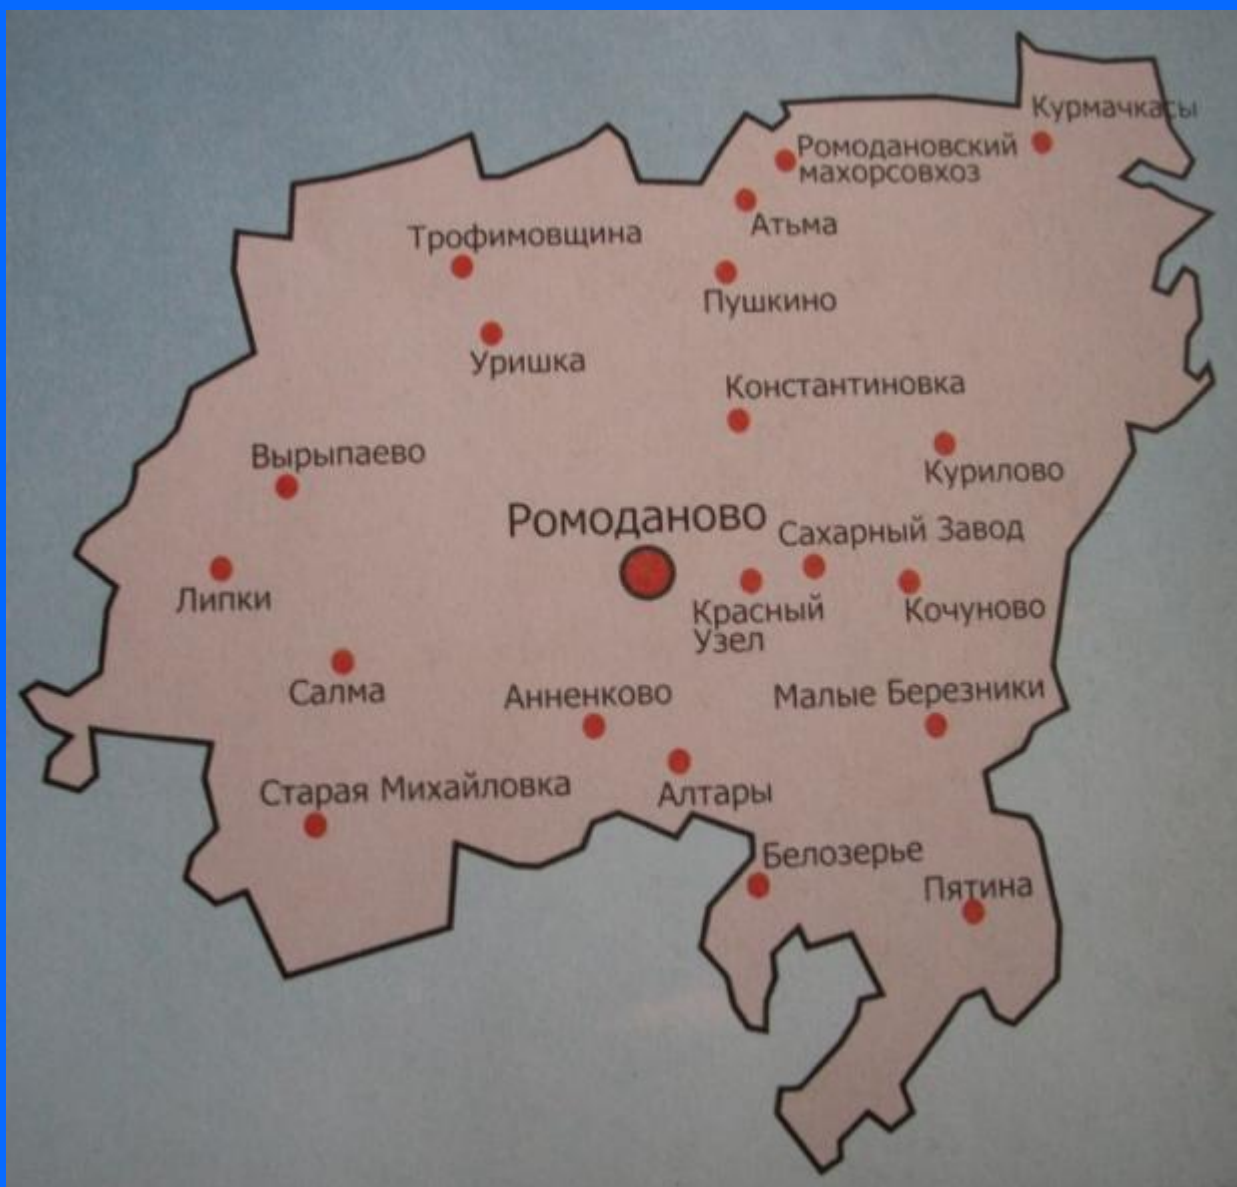 Курмачкасы
Ромодановский
махорсовхоз
Атьма
Трофимовщина
Пушкино
Уришка
Константиновка
Вырыпаево
Курилово
Ромоданово
Сахарный Завод
Липки
Красный
Узел
Кочуново
Салма
Анненково
Малые Березники
Старая Михайловка
Алтары
Белозерье
Пятина